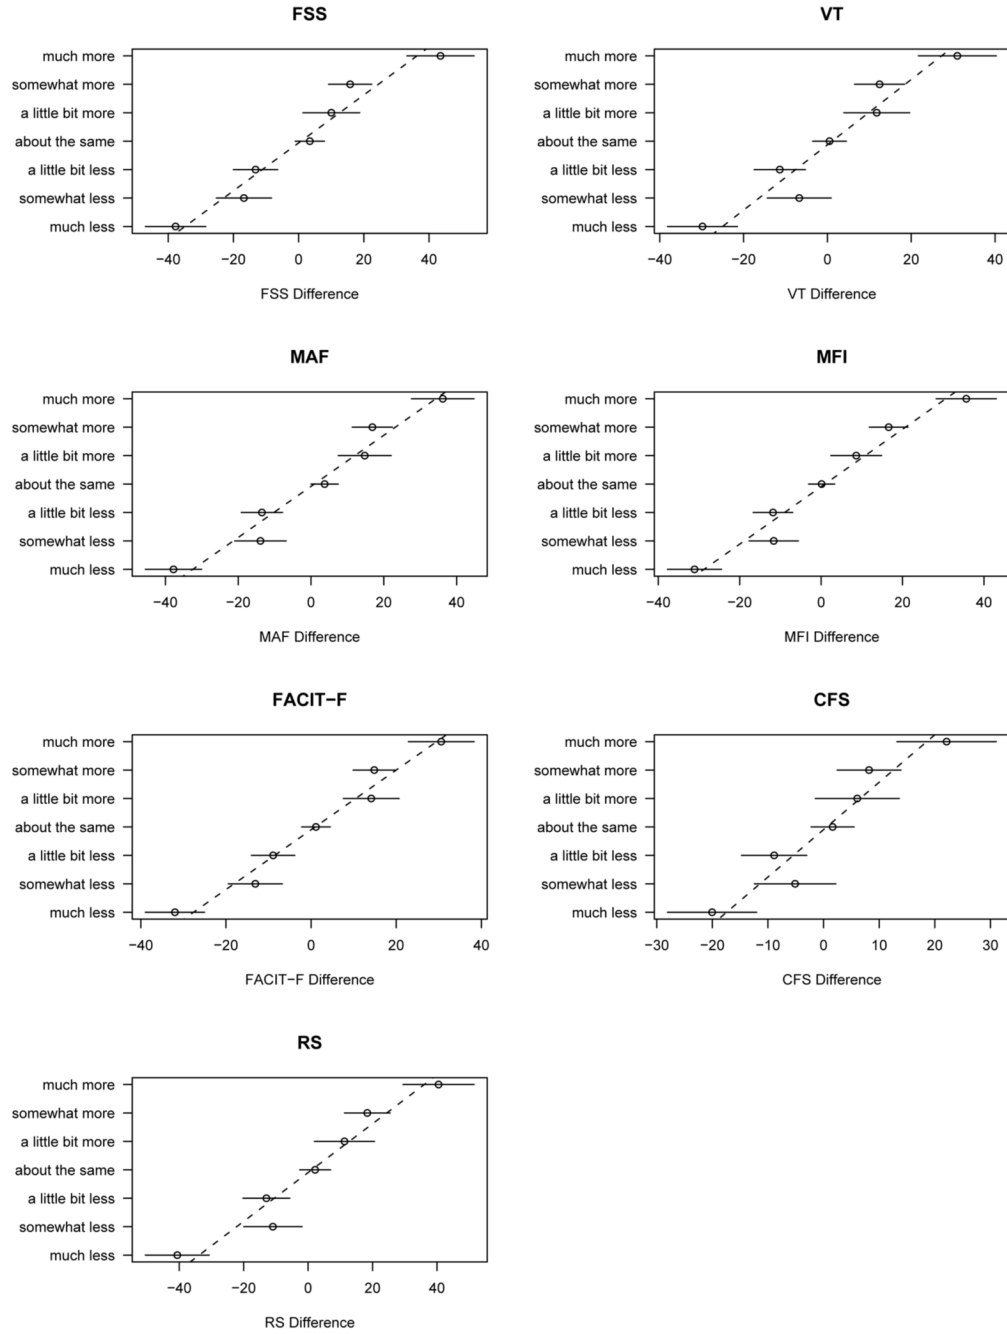 FSS
much more
somewhat more
a little bit more
about the same
a little bit less
somewhat less
much less
−40 −20 0 20 40
FSS Difference
VT
much more
somewhat more
a little bit more
about the same
a little bit less
somewhat less
much less
−40 −20 0 20 40
VT Difference
MAF
much more
somewhat more
a little bit more
about the same
a little bit less
somewhat less
much less
−40 −20 0 20 40
MAF Difference
MFI
much more
somewhat more
a little bit more
about the same
a little bit less
somewhat less
much less
−40 −20 0 20 40
MFI Difference
FACIT−F
much more
somewhat more
a little bit more
about the same
a little bit less
somewhat less
much less
−40 −20 0 20 40
FACIT−F Difference
CFS
much more
somewhat more
a little bit more
about the same
a little bit less
somewhat less
much less
−30 −20 −10 0 10 20 30
CFS Difference
RS
much more
somewhat more
a little bit more
about the same
a little bit less
somewhat less
much less
−40 −20 0 20 40
RS Difference